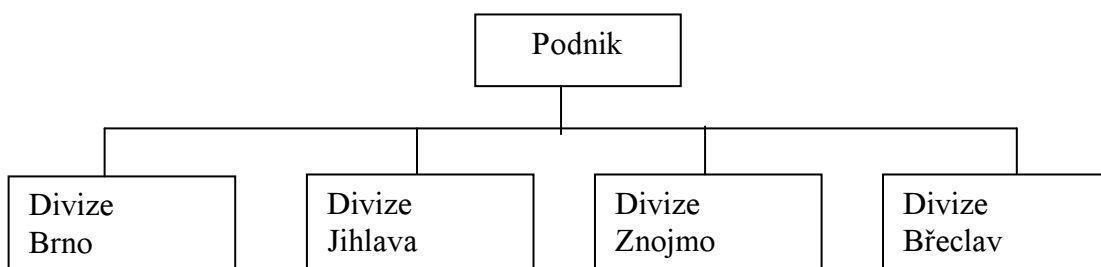 Podnik
Divize
Brno
Divize
Jihlava
Divize
Znojmo
Divize
Břeclav